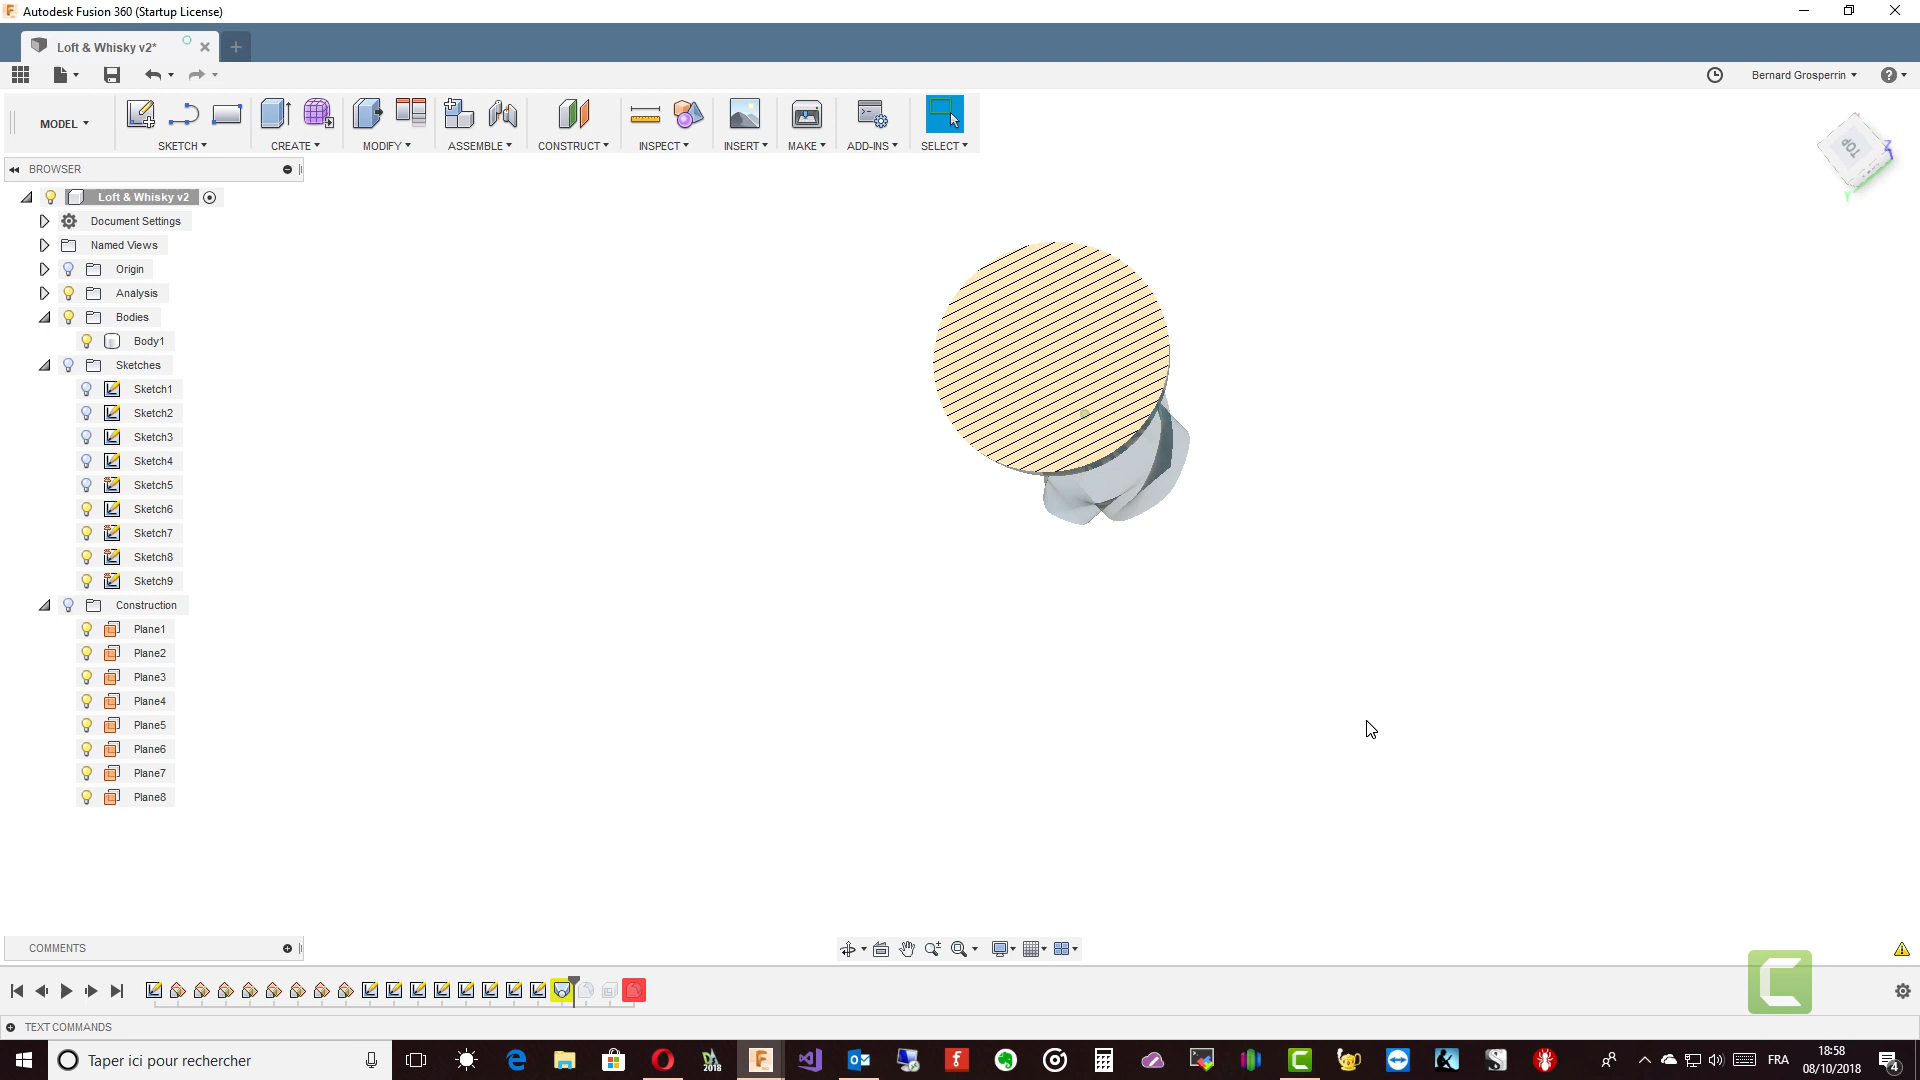 Autodesk Fusion 360 (Startup License)
Loft & Whisky v2*
Bernard Grosperrin
MODEL
SKETCH
CREATE
MODIFY
ASSEMBLE
CONSTRUCT
INSPECT
INSERT
MAKE
ADD-INS
SELECT
TOP
Z
Y
BROWSER
Loft & Whisky v2
Document Settings
Named Views
Origin
Analysis
Bodies
Body1
Sketches
Sketch1
Sketch2
Sketch3
Sketch4
Sketch5
Sketch6
Sketch7
Sketch8
Sketch9
Construction
Plane1
Plane2
Plane3
Plane4
Plane5
Plane6
Plane7
Plane8
COMMENTS
TEXT COMMANDS
Taper ici pour rechercher
2018
FRA
18:58
08/10/2018
4